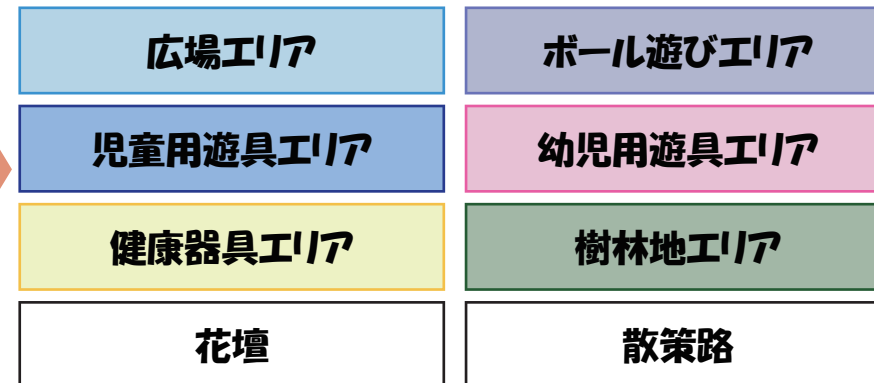 広場エリア
ボール遊びエリア
児童用遊具エリア
幼児用遊具エリア
健康器具エリア
樹林地エリア
花壇
散策路